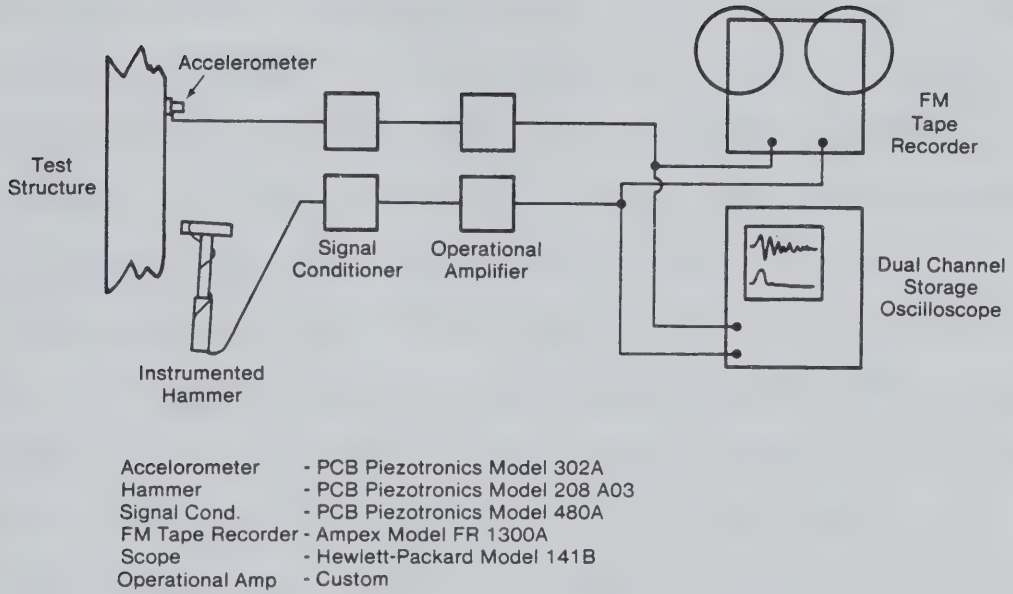 Accelerometer
Test
Structure
FM
Tape
Recorder
Signal
Conditioner
Operational
Amplifier
Dual Channel
Storage
Oscilloscope
Instrumented
Hammer
Accelorometer - PCB Piezotronics Model 302A
Hammer - PCB Piezotronics Model 208 A03
Signal Cond. - PCB Piezotronics Model 480A
FM Tape Recorder - Ampex Model FR 1300A
Scope - Hewlett-Packard Model 141B
Operational Amp - Custom